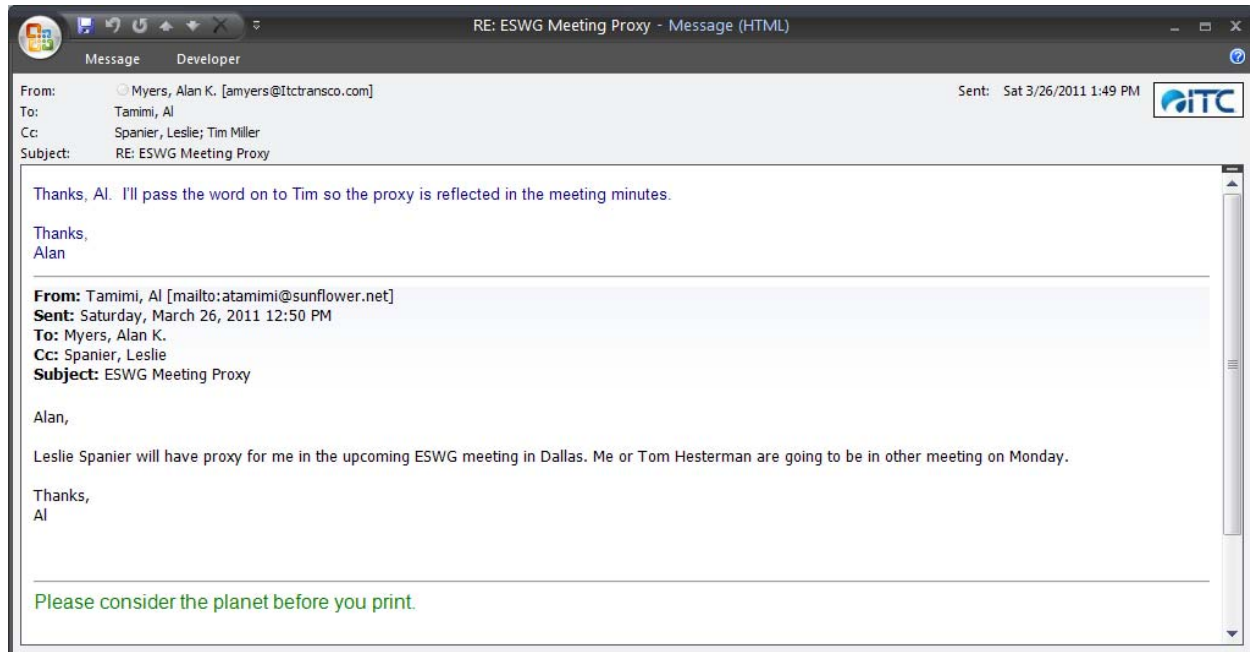 RE: ESWG Meeting Proxy - Message (HTML)
Message Developer
From: Myers, Alan K. [amyers@Itctransco.com] Sent: Sat 3/26/2011 1:49 PM
To: Tamimi, Al
Cc: Spanier, Leslie; Tim Miller
Subject: RE: ESWG Meeting Proxy
ITC
Thanks, Al. I'll pass the word on to Tim so the proxy is reflected in the meeting minutes.
Thanks,
Alan
From: Tamimi, Al [mailto:atamimi@sunflower.net]
Sent: Saturday, March 26, 2011 12:50 PM
To: Myers, Alan K.
Cc: Spanier, Leslie
Subject: ESWG Meeting Proxy
Alan,
Leslie Spanier will have proxy for me in the upcoming ESWG meeting in Dallas. Me or Tom Hesterman are going to be in other meeting on Monday.
Thanks,
Al
Please consider the planet before you print.